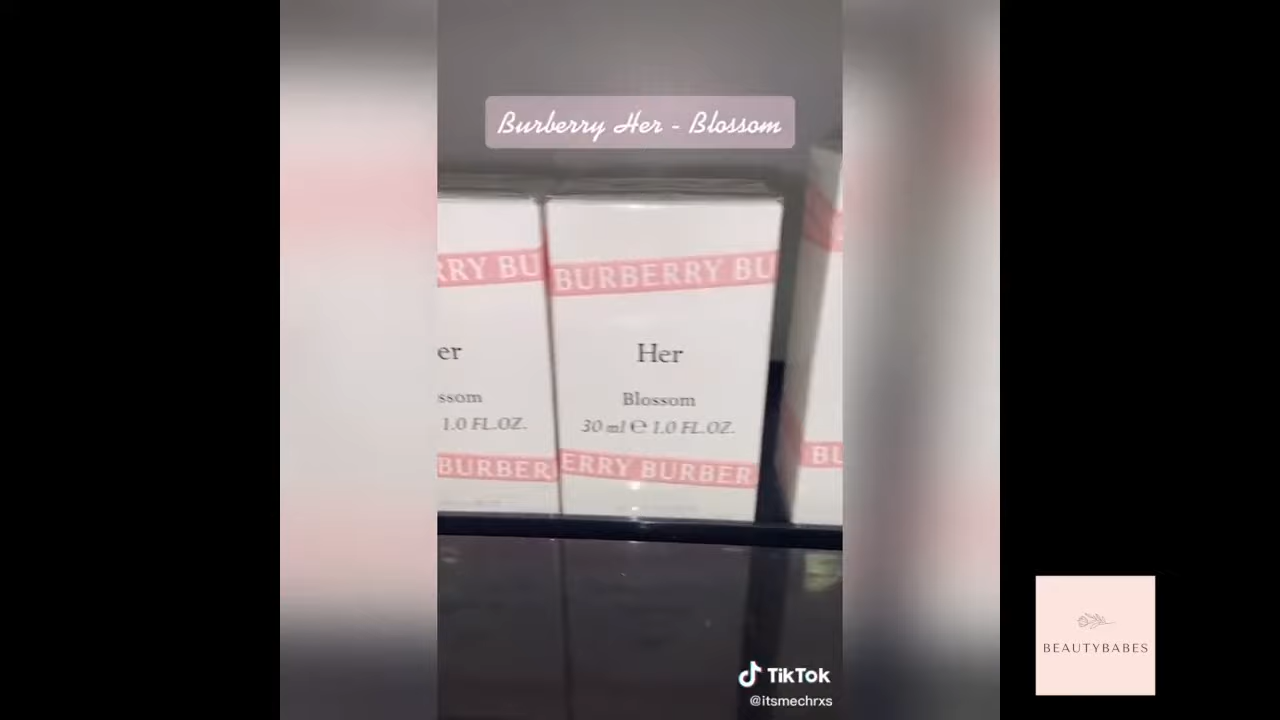 Burberry Her - Blossom
RRY BU
BURBERRY BU
er
Her
ssom
Blossom
1.0 FL.OZ.
30 ml ℮ 1.0 FL.OZ.
BURBER
ERRY BURBER
BU
TikTok
@itsmechrxs
BEAUTYBABES